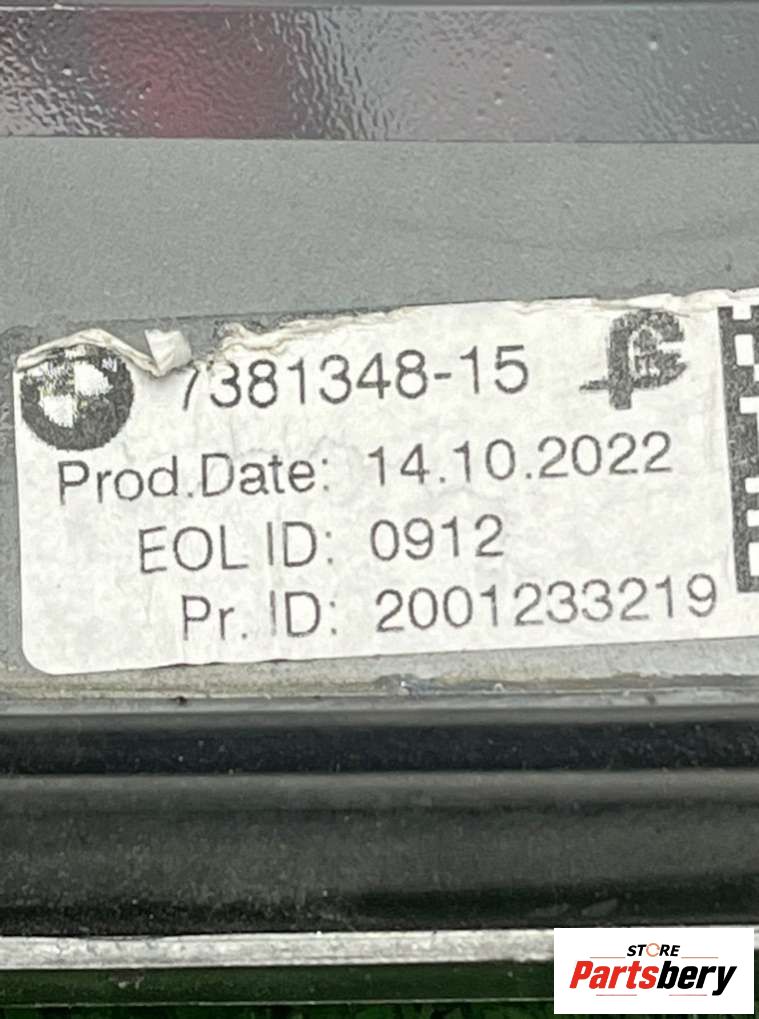 7381348-15
Prod.Date: 14.10.2022
EOL ID: 0912
Pr. ID: 2001233219
STORE
Partsbery